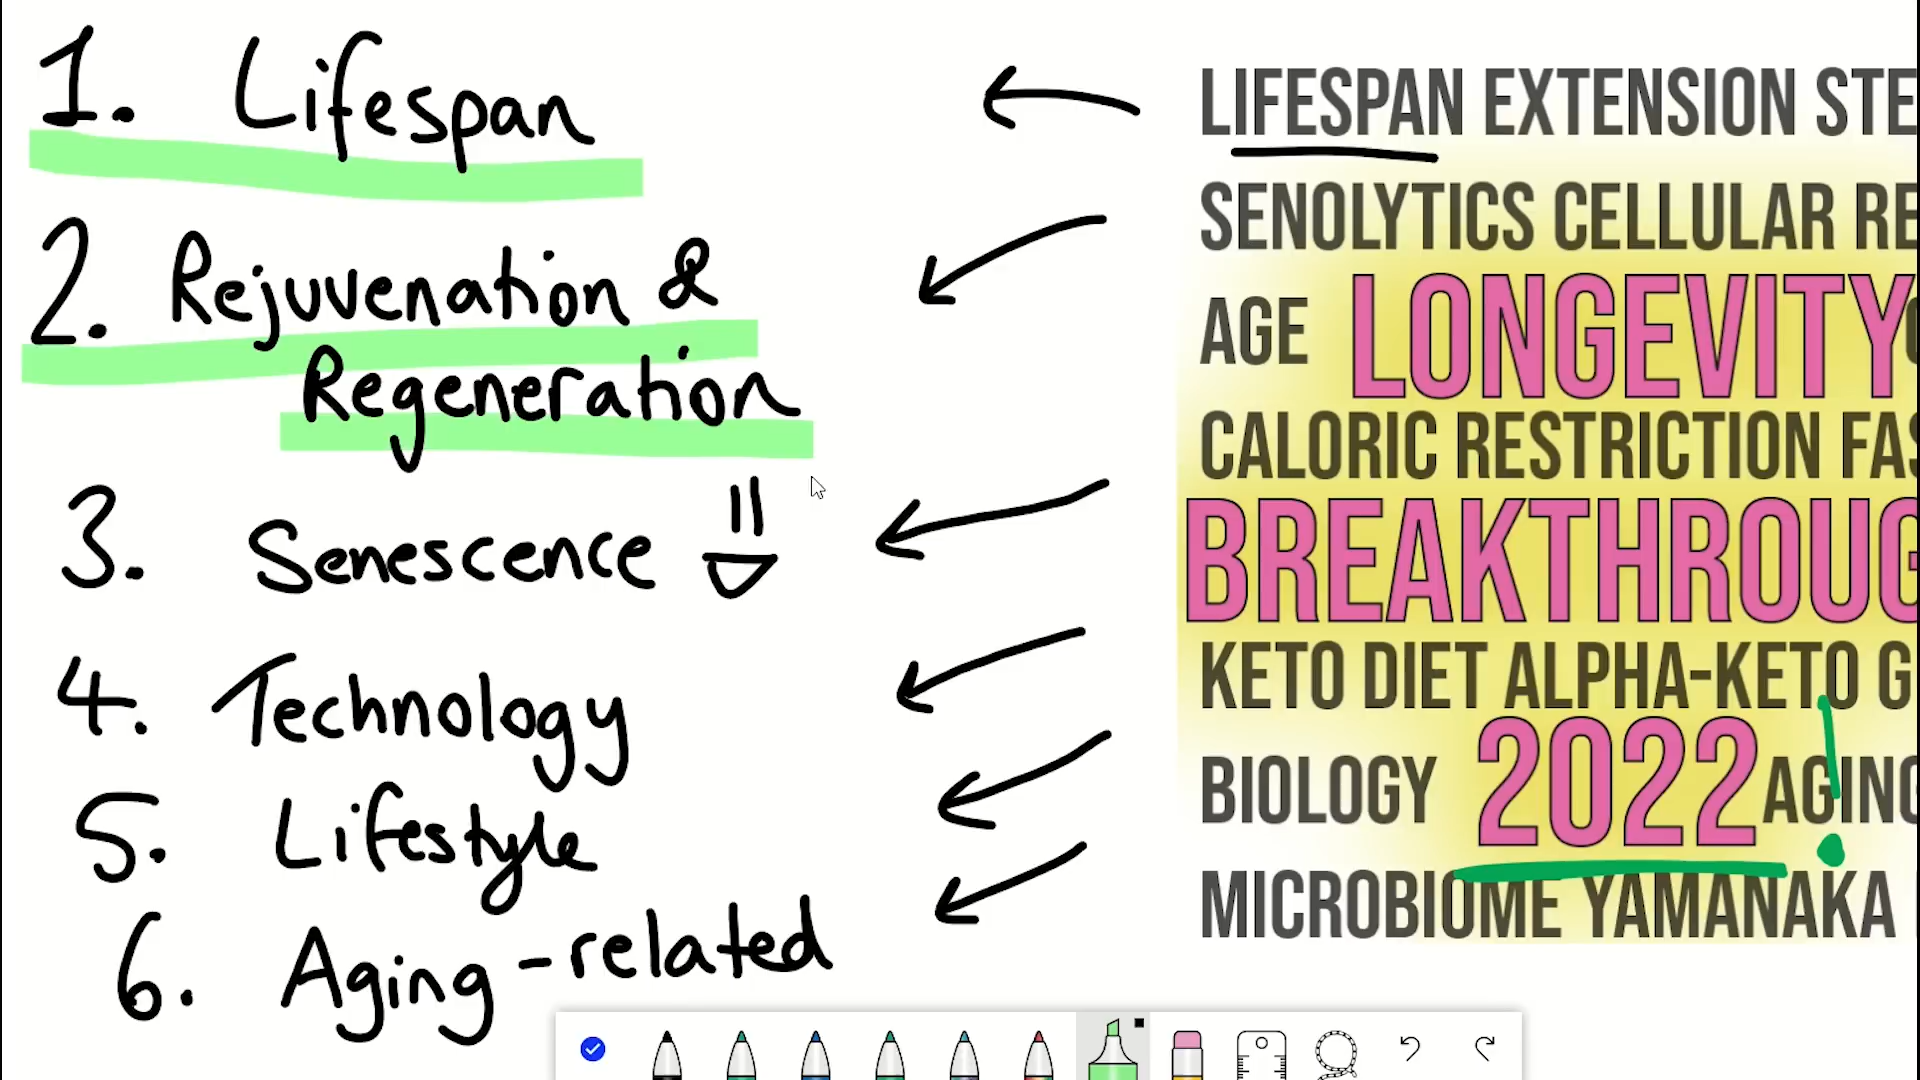 1. Lifespan
2. Rejuvenation &
Regeneration
3. Senescence
4. Technology
5. Lifestyle
6. Aging-related
LIFESPAN EXTENSION STE
SENOLYTICS CELLULAR RE
AGE LONGEVITY
CALORIC RESTRICTION FAS
BREAKTHROUG
KETO DIET ALPHA-KETO G
BIOLOGY 2022 AGING
!
MICROBIOME YAMANAKA